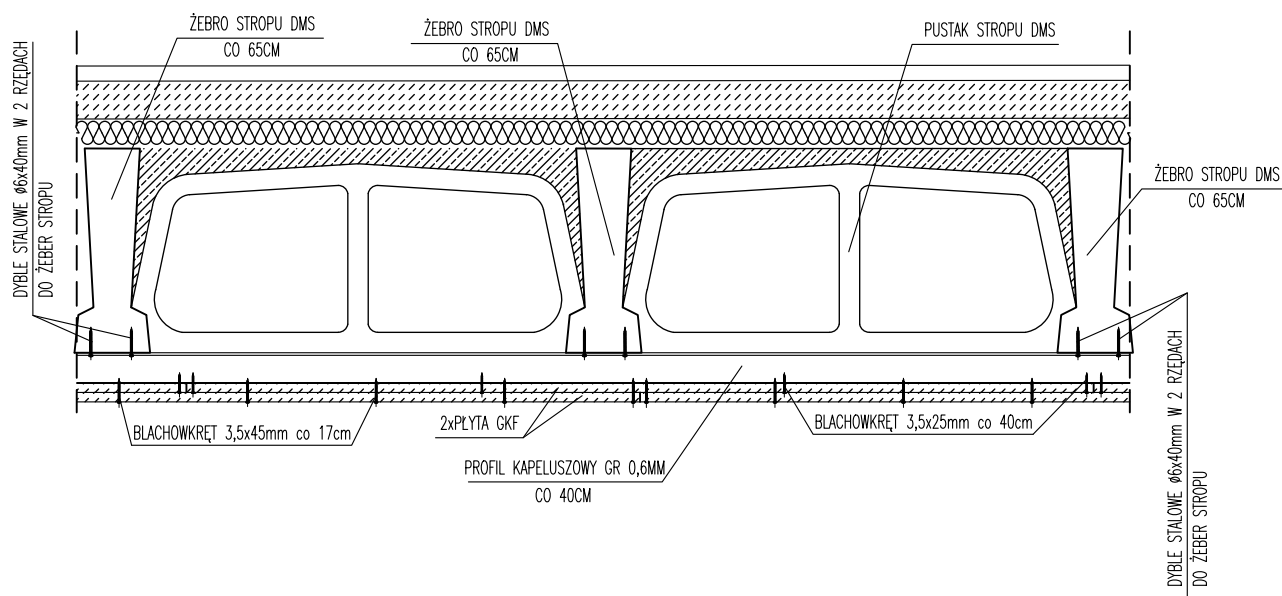 ŻEBRO STROPU DMS
CO 65CM
ŻEBRO STROPU DMS
CO 65CM
PUSTAK STROPU DMS
DYBLE STALOWE ø6x40mm W 2 RZĘDACH
DO ŻEBER STROPU
ŻEBRO STROPU DMS
CO 65CM
BLACHOWKRĘT 3,5x45mm co 17cm
2xPŁYTA GKF
BLACHOWKRĘT 3,5x25mm co 40cm
PROFIL KAPELUSZOWY GR 0,6MM
CO 40CM
DYBLE STALOWE ø6x40mm W 2 RZĘDACH
DO ŻEBER STROPU